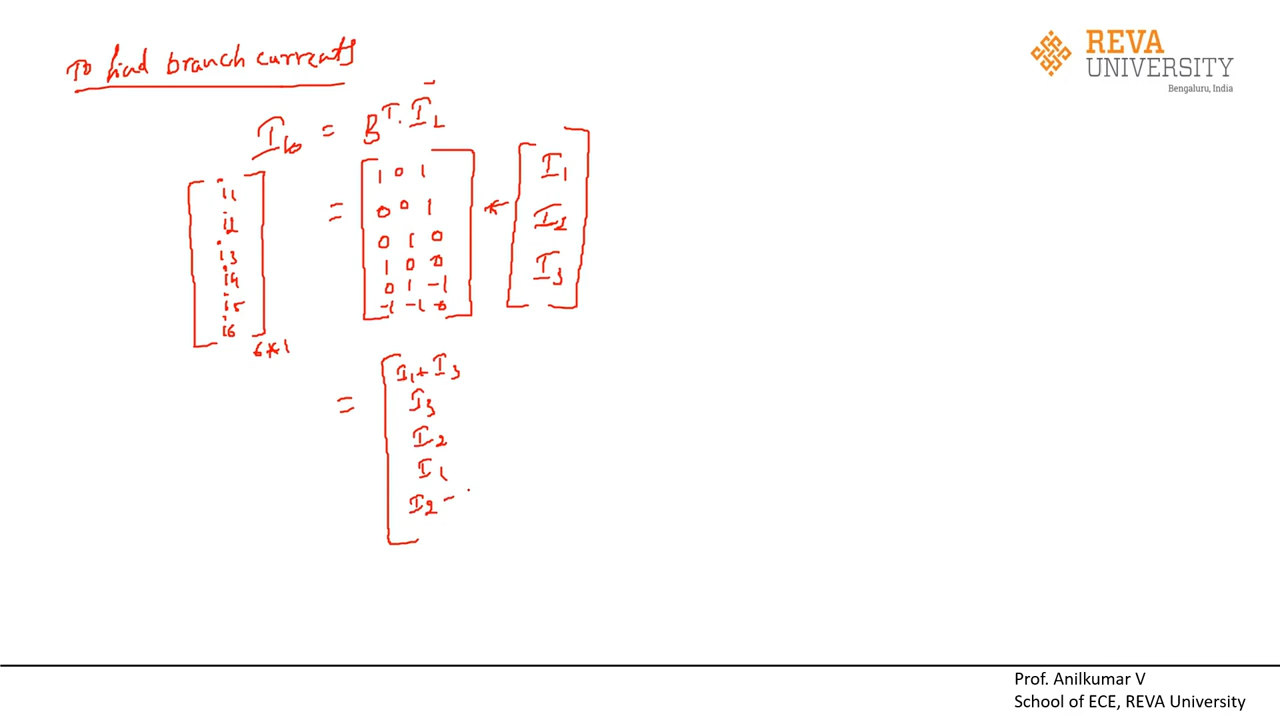 To find branch currents
REVA
UNIVERSITY
Bengaluru, India
Ib = B^T . IL
i1
i2
i3
i4
i5
i6
6*1
=
1 0 1
0 0 1
0 1 0
1 0 0
0 1 -1
-1 -1 0
*
I1
I2
I3
=
I1 + I3
I3
I2
I1
I2 -
Prof. Anilkumar V
School of ECE, REVA University